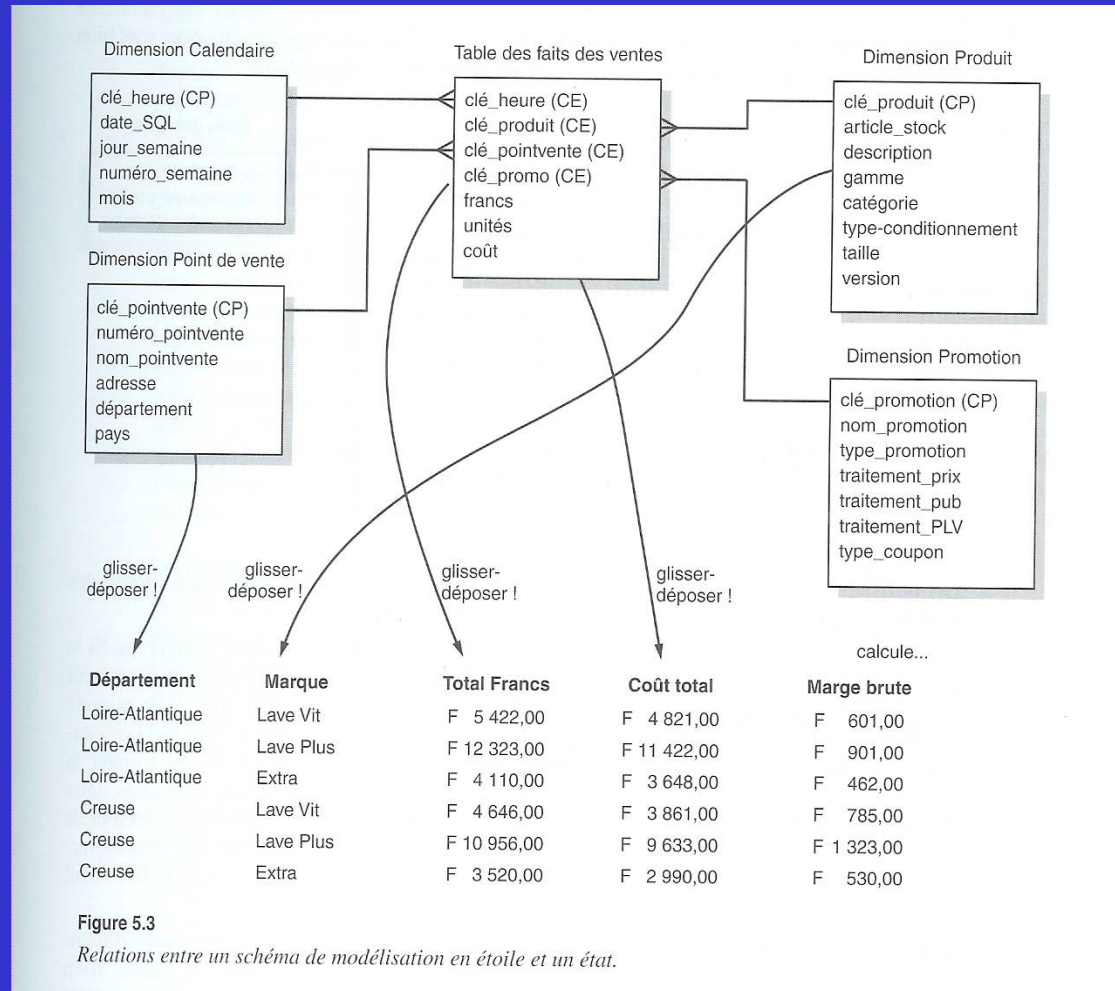 Dimension Calendaire
clé_heure (CP)
date_SQL
jour_semaine
numéro_semaine
mois
Dimension Point de vente
clé_pointvente (CP)
numéro_pointvente
nom_pointvente
adresse
département
pays
Table des faits des ventes
clé_heure (CE)
clé_produit (CE)
clé_pointvente (CE)
clé_promo (CE)
francs
unités
coût
Dimension Produit
clé_produit (CP)
article_stock
description
gamme
catégorie
type-conditionnement
taille
version
Dimension Promotion
clé_promotion (CP)
nom_promotion
type_promotion
traitement_prix
traitement_pub
traitement_PLV
type_coupon
glisser-
déposer !
glisser-
déposer !
glisser-
déposer !
glisser-
déposer !
calcule...
Département Marque Total Francs Coût total Marge brute
Loire-Atlantique Lave Vit F 5 422,00 F 4 821,00 F 601,00
Loire-Atlantique Lave Plus F 12 323,00 F 11 422,00 F 901,00
Loire-Atlantique Extra F 4 110,00 F 3 648,00 F 462,00
Creuse Lave Vit F 4 646,00 F 3 861,00 F 785,00
Creuse Lave Plus F 10 956,00 F 9 633,00 F 1 323,00
Creuse Extra F 3 520,00 F 2 990,00 F 530,00
Figure 5.3
Relations entre un schéma de modélisation en étoile et un état.